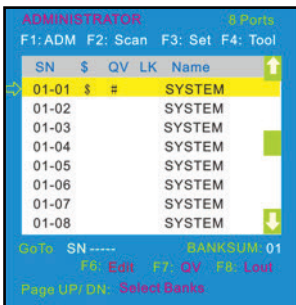 ADMINISTRATOR 8 Ports
F1: ADM F2: Scan F3: Set F4: Tool
SN $ QV LK Name
01-01 $ # SYSTEM
01-02 SYSTEM
01-03 SYSTEM
01-04 SYSTEM
01-05 SYSTEM
01-06 SYSTEM
01-07 SYSTEM
01-08 SYSTEM
GoTo SN ----- BANKSUM: 01
F6: Edit F7: QV F8: Lout
Page UP/ DN: Select Banks